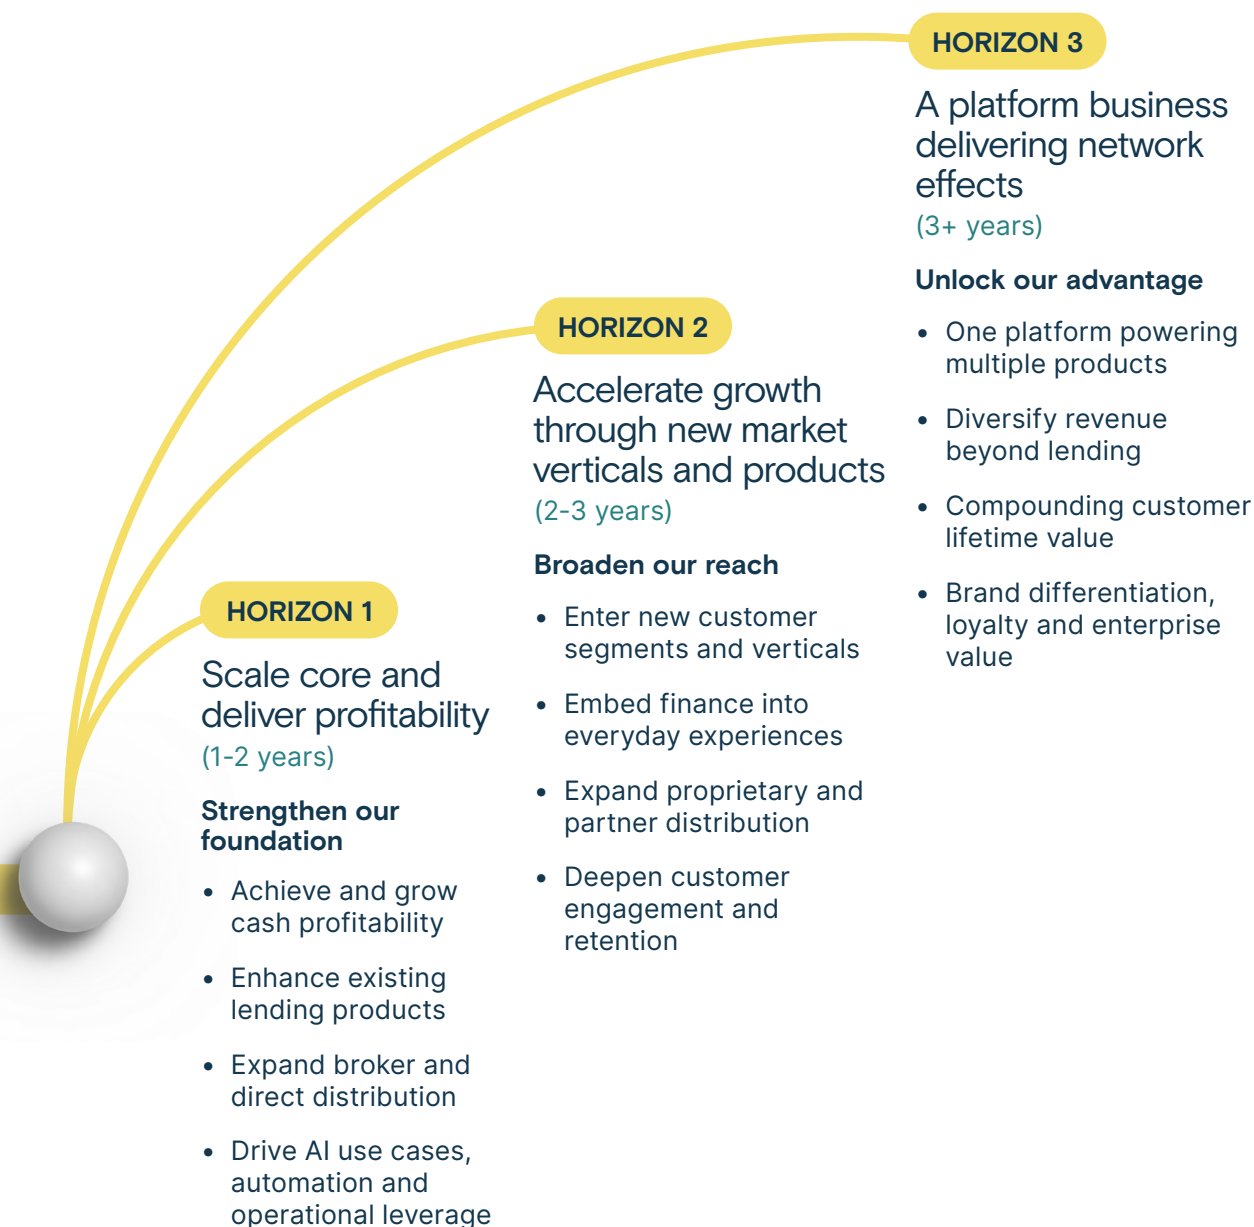 HORIZON 1
Scale core and
deliver profitability
(1-2 years)
Strengthen our
foundation
• Achieve and grow
cash profitability
• Enhance existing
lending products
• Expand broker and
direct distribution
• Drive AI use cases,
automation and
operational leverage
HORIZON 2
Accelerate growth
through new market
verticals and products
(2-3 years)
Broaden our reach
• Enter new customer
segments and verticals
• Embed finance into
everyday experiences
• Expand proprietary and
partner distribution
• Deepen customer
engagement and
retention
HORIZON 3
A platform business
delivering network
effects
(3+ years)
Unlock our advantage
• One platform powering
multiple products
• Diversify revenue
beyond lending
• Compounding customer
lifetime value
• Brand differentiation,
loyalty and enterprise
value